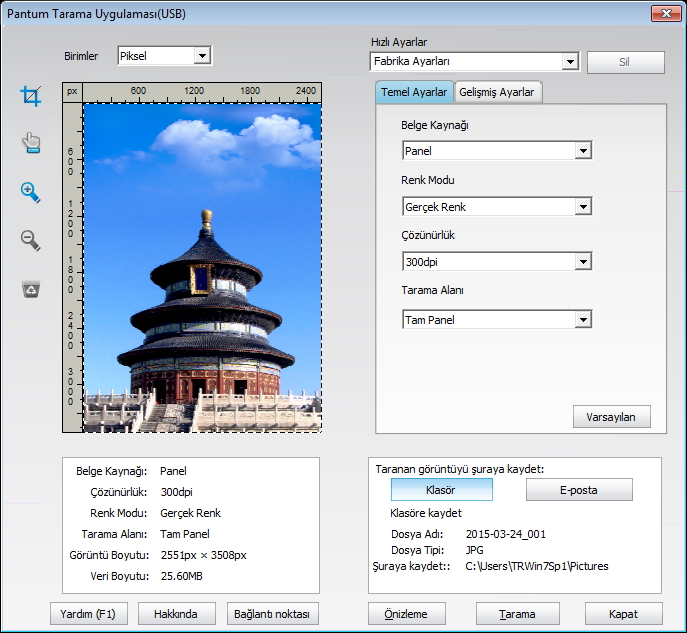 Pantum Tarama Uygulaması(USB)
Birimler Piksel
Hızlı Ayarlar
Fabrika Ayarları Sil
px 600 1200 1800 2400
600
1200
1800
2400
3000
Temel Ayarlar Gelişmiş Ayarlar
Belge Kaynağı
Panel
Renk Modu
Gerçek Renk
Çözünürlük
300dpi
Tarama Alanı
Tam Panel
Varsayılan
Belge Kaynağı: Panel
Çözünürlük: 300dpi
Renk Modu: Gerçek Renk
Tarama Alanı: Tam Panel
Görüntü Boyutu: 2551px × 3508px
Veri Boyutu: 25.60MB
Taranan görüntüyü şuraya kaydet:
Klasör E-posta
Klasöre kaydet
Dosya Adı: 2015-03-24_001
Dosya Tipi: JPG
Şuraya kaydet:: C:\Users\TRWin7Sp1\Pictures
Yardım (F1) Hakkında Bağlantı noktası Önizleme Tarama Kapat